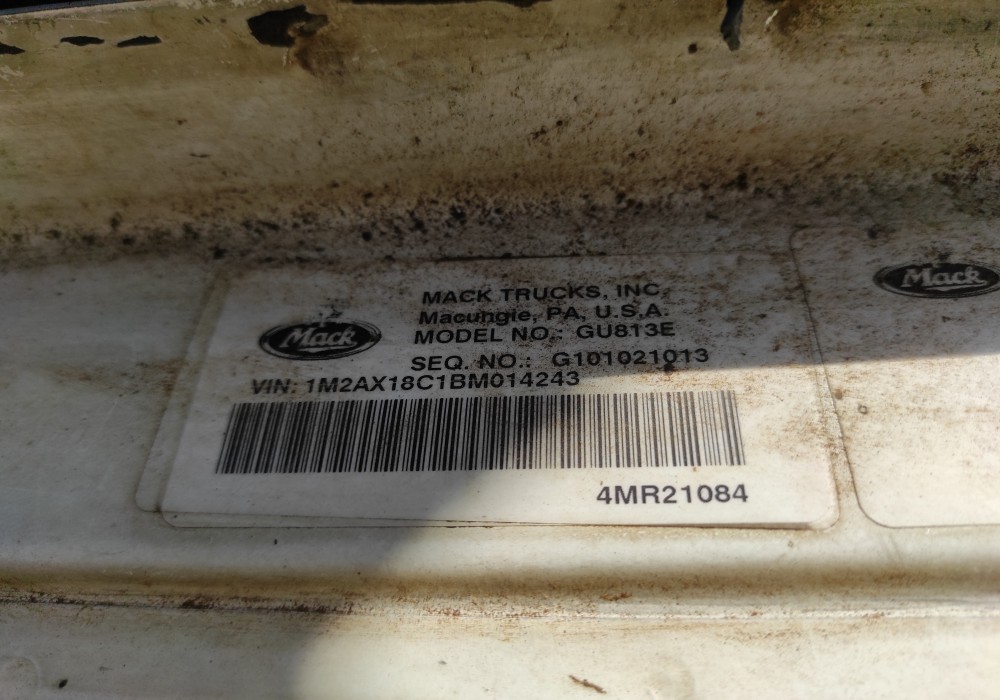 MACK TRUCKS, INC.
Macungie, PA, U.S.A.
MODEL NO.: GU813E
SEQ. NO.: G101021013
Mack
VIN: 1M2AX18C1BM014243
4MR21084
Mack